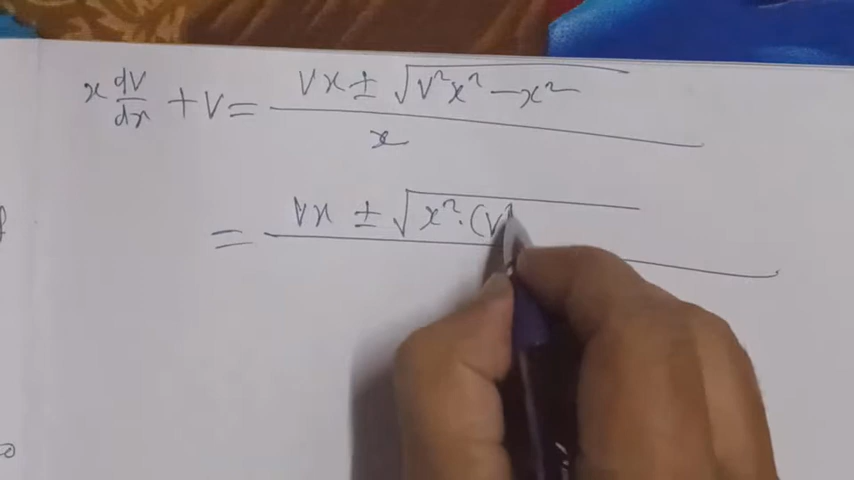 x dV/dx + V = (Vx ± √(V²x² − x²)) / x
= Vx ± √(x²·(V